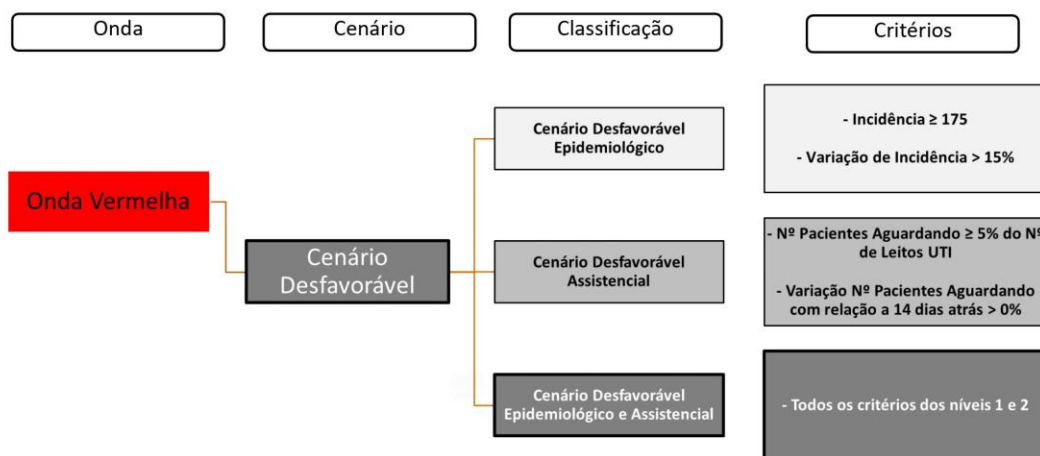 Onda
Cenário
Classificação
Critérios
Onda Vermelha
Cenário
Desfavorável
Cenário Desfavorável
Epidemiológico
- Incidência ≥ 175
- Variação de Incidência > 15%
Cenário Desfavorável
Assistencial
- Nº Pacientes Aguardando ≥ 5% do Nº
de Leitos UTI
- Variação Nº Pacientes Aguardando
com relação a 14 dias atrás > 0%
Cenário Desfavorável
Epidemiológico e Assistencial
- Todos os critérios dos níveis 1 e 2